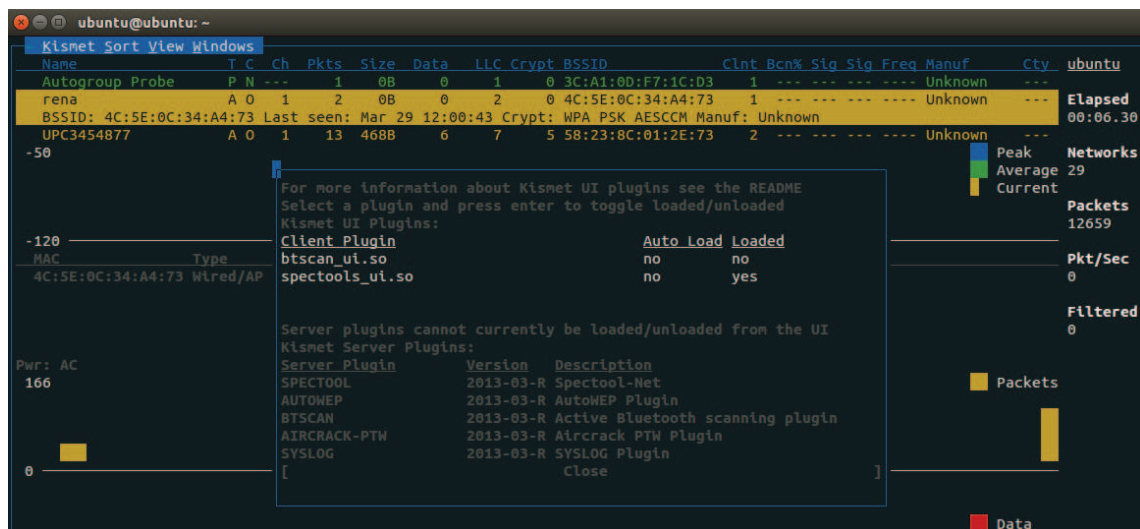 ubuntu@ubuntu: ~
Kismet Sort View Windows
Name T C Ch Pkts Size Data LLC Crypt BSSID Clnt Bcn% Sig Sig Freq Manuf Cty ubuntu
Autogroup Probe P N --- 1 0B 0 1 0 3C:A1:0D:F7:1C:D3 1 --- --- --- ---- Unknown ---
rena A O 1 2 0B 0 2 0 4C:5E:0C:34:A4:73 1 --- --- --- ---- Unknown --- Elapsed
BSSID: 4C:5E:0C:34:A4:73 Last seen: Mar 29 12:00:43 Crypt: WPA PSK AESCCM Manuf: Unknown 00:06.30
UPC3454877 A O 1 13 468B 6 7 5 58:23:8C:01:2E:73 2 --- --- --- ---- Unknown ---
-50 Peak Networks
Average 29
For more information about Kismet UI plugins see the README Current
Select a plugin and press enter to toggle loaded/unloaded Packets
Kismet UI Plugins: 12659
-120 Client Plugin Auto Load Loaded
MAC Type btscan_ui.so no no Pkt/Sec
4C:5E:0C:34:A4:73 Wired/AP spectools_ui.so no yes 0
Filtered
Server plugins cannot currently be loaded/unloaded from the UI 0
Kismet Server Plugins:
Pwr: AC Server Plugin Version Description
166 SPECTOOL 2013-03-R Spectool-Net Packets
AUTOWEP 2013-03-R AutoWEP Plugin
BTSCAN 2013-03-R Active Bluetooth scanning plugin
AIRCRACK-PTW 2013-03-R Aircrack PTW Plugin
SYSLOG 2013-03-R SYSLOG Plugin
0 [ Close ]
Data